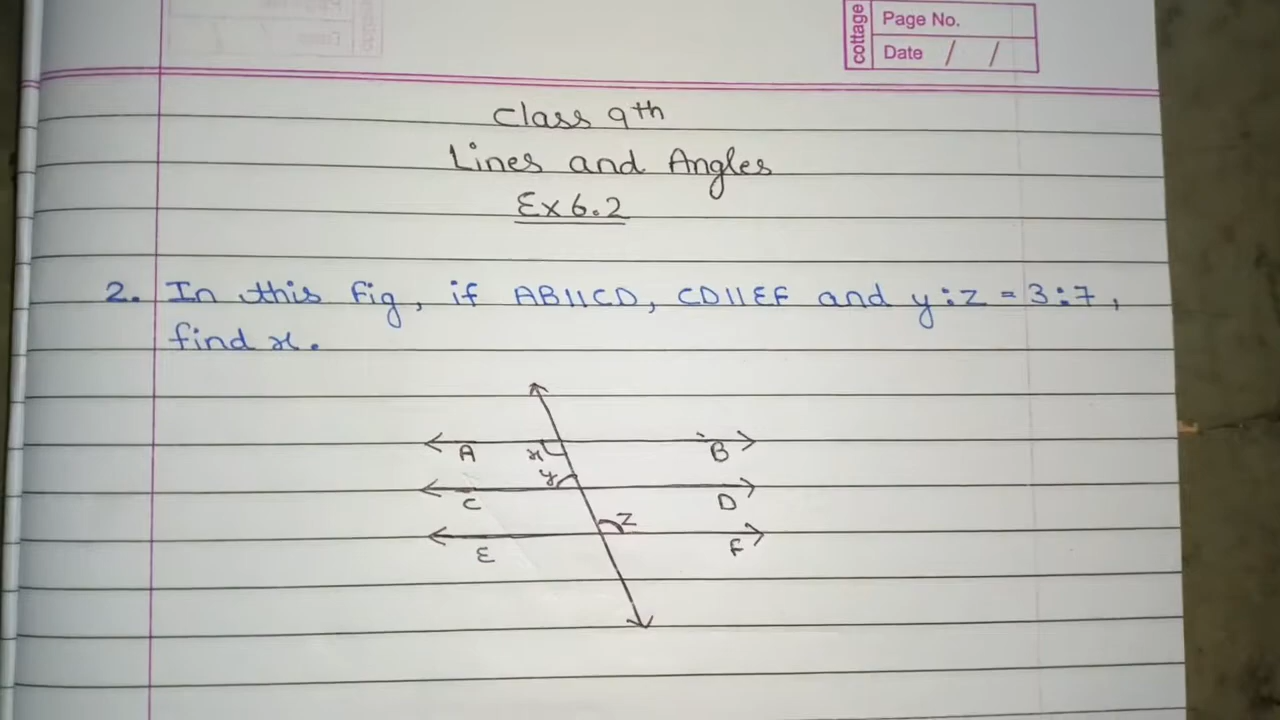 cottage
Page No.
Date / /
Class 9th
Lines and Angles
Ex 6.2
2. In this fig, if AB||CD, CD||EF and y:z = 3:7,
find x.
A x B
y
C D
z
E F